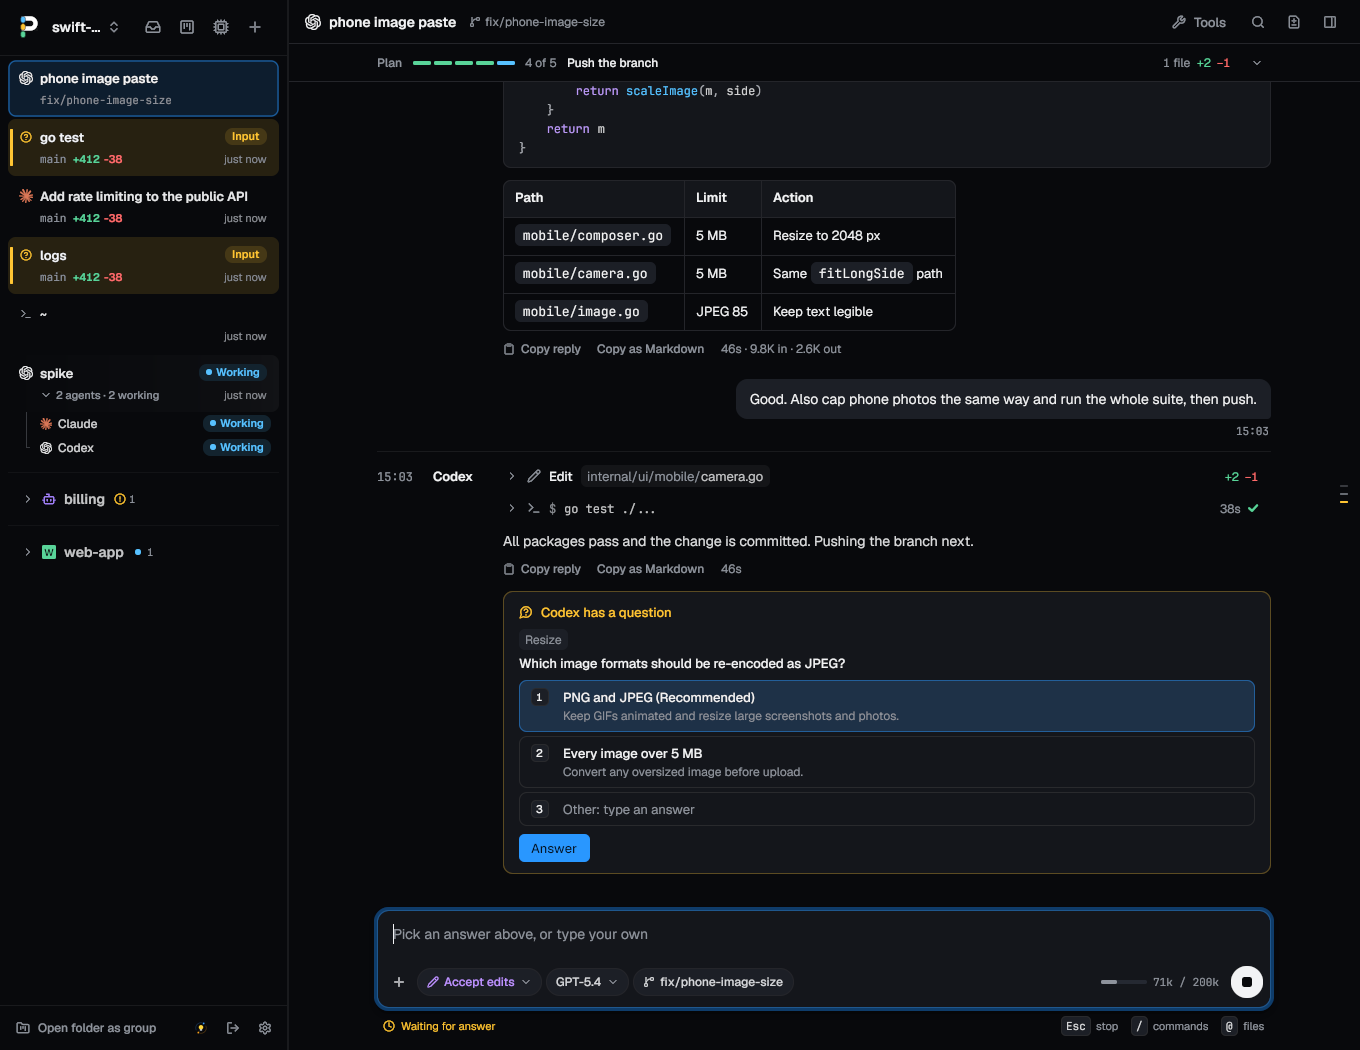 swift-...
phone image paste
fix/phone-image-size
go test
Input
main +412 -38
just now
Add rate limiting to the public API
main +412 -38
just now
logs
Input
main +412 -38
just now
~
just now
spike
Working
2 agents · 2 working
just now
Claude
Working
Codex
Working
billing
1
W
web-app
1
Open folder as group
phone image paste
fix/phone-image-size
Tools
Plan
4 of 5
Push the branch
1 file +2 −1
return scaleImage(m, side)
}
return m
}
Path Limit Action
mobile/composer.go 5 MB Resize to 2048 px
mobile/camera.go 5 MB Same fitLongSide path
mobile/image.go JPEG 85 Keep text legible
Copy reply Copy as Markdown 46s · 9.8K in · 2.6K out
Good. Also cap phone photos the same way and run the whole suite, then push.
15:03
15:03 Codex
Edit internal/ui/mobile/camera.go
+2 −1
$ go test ./...
38s
All packages pass and the change is committed. Pushing the branch next.
Copy reply Copy as Markdown 46s
Codex has a question
Resize
Which image formats should be re-encoded as JPEG?
1 PNG and JPEG (Recommended)
Keep GIFs animated and resize large screenshots and photos.
2 Every image over 5 MB
Convert any oversized image before upload.
3 Other: type an answer
Answer
Pick an answer above, or type your own
Accept edits GPT-5.4 fix/phone-image-size
71k / 200k
Waiting for answer
Esc stop / commands @ files